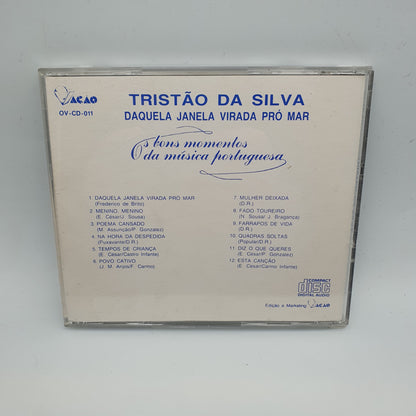 OVAÇÃO
OV-CD-011
TRISTÃO DA SILVA
DAQUELA JANELA VIRADA PRÓ MAR
Os bons momentos
da música portuguesa
1. DAQUELA JANELA VIRADA PRÓ MAR
(Frederico de Brito)
2. MENINO, MENINO
(E. César/J. Sousa)
3. POEMA CANSADO
(M. Assunção/P. Gonzalez)
4. NA HORA DA DESPEDIDA
(Puxavante/D.R.)
5. TEMPOS DE CRIANÇA
(E. César/Castro Infante)
6. POVO CATIVO
(J. M. Anjos/F. Carmo)
7. MULHER DEIXADA
(D.R.)
8. FADO TOUREIRO
(N. Sousa/ J. Bragança)
9. FARRAPOS DE VIDA
(D.R.)
10. QUADRAS SOLTAS
(Popular/D.R.)
11. DIZ O QUE QUERES
(E. César/P. Gonzalez)
12. ESTA CANÇÃO
(E. César/Carmo Infante)
COMPACT
disc
DIGITAL AUDIO
Edição e Marketing OVAÇÃO